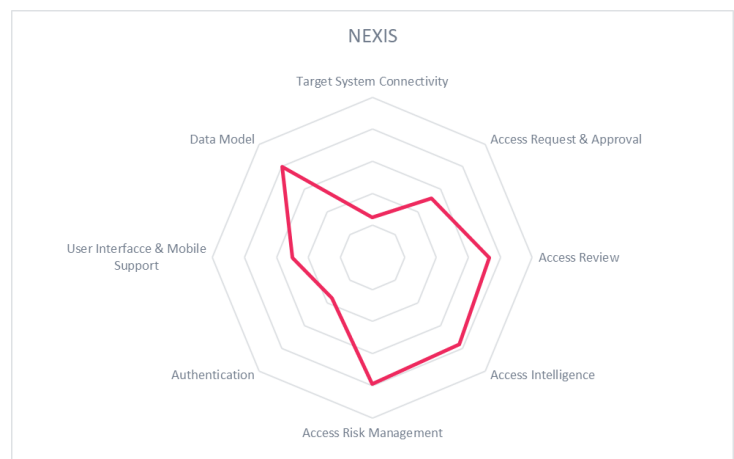 NEXIS
Target System Connectivity
Data Model
Access Request & Approval
User Interfacce & Mobile
Support
Access Review
Authentication
Access Intelligence
Access Risk Management